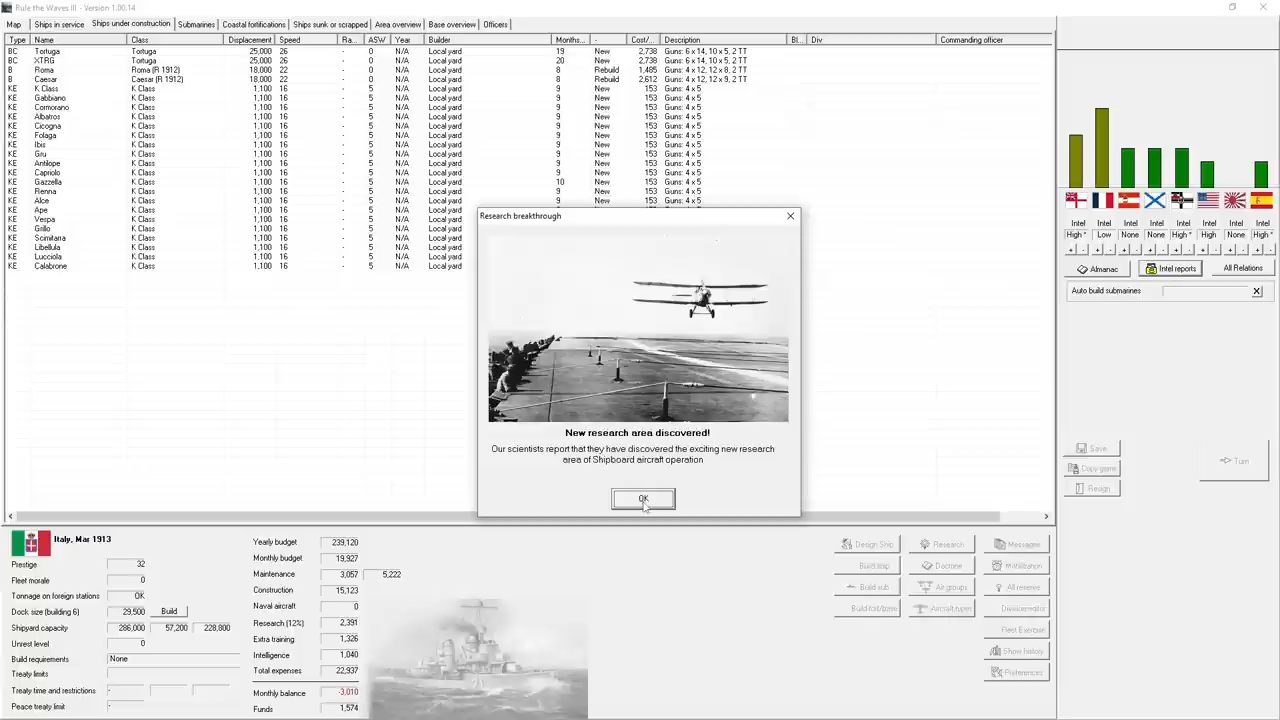 Rule the Waves III - Version 1.00.14
Map Ships in service Ships under construction Submarines Coastal fortifications Ships sunk or scrapped Area overview Base overview Officers
Type Name Class Displacement Speed Ra... ASW Year Builder Months... - Cost/... Description Bl... Div Commanding officer
BC Tortuga Tortuga 25,000 26 - 0 N/A Local yard 19 New 2,738 Guns: 6 x 14, 10 x 5, 2 TT
BC XTRG Tortuga 25,000 26 - 0 N/A Local yard 20 New 2,738 Guns: 6 x 14, 10 x 5, 2 TT
B Roma Roma (R 1912) 18,000 22 - 0 N/A Local yard 8 Rebuild 1,485 Guns: 4 x 12, 12 x 8, 2 TT
B Caesar Caesar (R 1912) 18,000 22 - 0 N/A Local yard 8 Rebuild 2,612 Guns: 4 x 12, 12 x 9, 2 TT
KE K Class K Class 1,100 16 - 5 N/A Local yard 9 New 153 Guns: 4 x 5
KE Gabbiano K Class 1,100 16 - 5 N/A Local yard 9 New 153 Guns: 4 x 5
KE Cormorano K Class 1,100 16 - 5 N/A Local yard 9 New 153 Guns: 4 x 5
KE Albatros K Class 1,100 16 - 5 N/A Local yard 9 New 153 Guns: 4 x 5
KE Cicogna K Class 1,100 16 - 5 N/A Local yard 9 New 153 Guns: 4 x 5
KE Folaga K Class 1,100 16 - 5 N/A Local yard 9 New 153 Guns: 4 x 5
KE Ibis K Class 1,100 16 - 5 N/A Local yard 9 New 153 Guns: 4 x 5
KE Gru K Class 1,100 16 - 5 N/A Local yard 9 New 153 Guns: 4 x 5
KE Antilope K Class 1,100 16 - 5 N/A Local yard 9 New 153 Guns: 4 x 5
KE Capriolo K Class 1,100 16 - 5 N/A Local yard 9 New 153 Guns: 4 x 5
KE Gazzella K Class 1,100 16 - 5 N/A Local yard 10 New 153 Guns: 4 x 5
KE Renna K Class 1,100 16 - 5 N/A Local yard 9 New 153 Guns: 4 x 5
KE Alce K Class 1,100 16 - 5 N/A Local yard 9 New 153 Guns: 4 x 5
KE Ape K Class 1,100 16 - 5 N/A Local yard
KE Vespa K Class 1,100 16 - 5 N/A Local yard
KE Grillo K Class 1,100 16 - 5 N/A Local yard
KE Scimitana K Class 1,100 16 - 5 N/A Local yard
KE Libellula K Class 1,100 16 - 5 N/A Local yard
KE Lucciola K Class 1,100 16 - 5 N/A Local yard
KE Calabrone K Class 1,100 16 - 5 N/A Local yard
Research breakthrough
New research area discovered!
Our scientists report that they have discovered the exciting new research
area of Shipboard aircraft operation
OK
Intel Intel Intel Intel Intel Intel Intel Intel
High * Low None None High * High None High *
+ - + - + - + - + - + - + - + -
Almanac Intel reports All Relations
Auto build submarines X
Save
Copy game
Resign
Turn
Italy, Mar 1913
Prestige 32
Fleet morale 0
Tonnage on foreign stations OK
Dock size (building 6) 29,500 Build
Shipyard capacity 286,000 57,200 228,800
Unrest level 0
Build requirements None
Treaty limits
Treaty time and restrictions -
Peace treaty limit -
Yearly budget 239,120
Monthly budget 19,927
Maintenance 3,057 5,222
Construction 15,123
Naval aircraft 0
Research (12%) 2,391
Extra training 1,326
Intelligence 1,040
Total expenses 22,937
Monthly balance -3,010
Funds 1,574
Design Ship Research Messages
Build ship Doctrine Mobilization
Build sub Air groups All reserve
Build fort/base Aircraft types Division editor
Fleet Exercise
Show history
Preferences